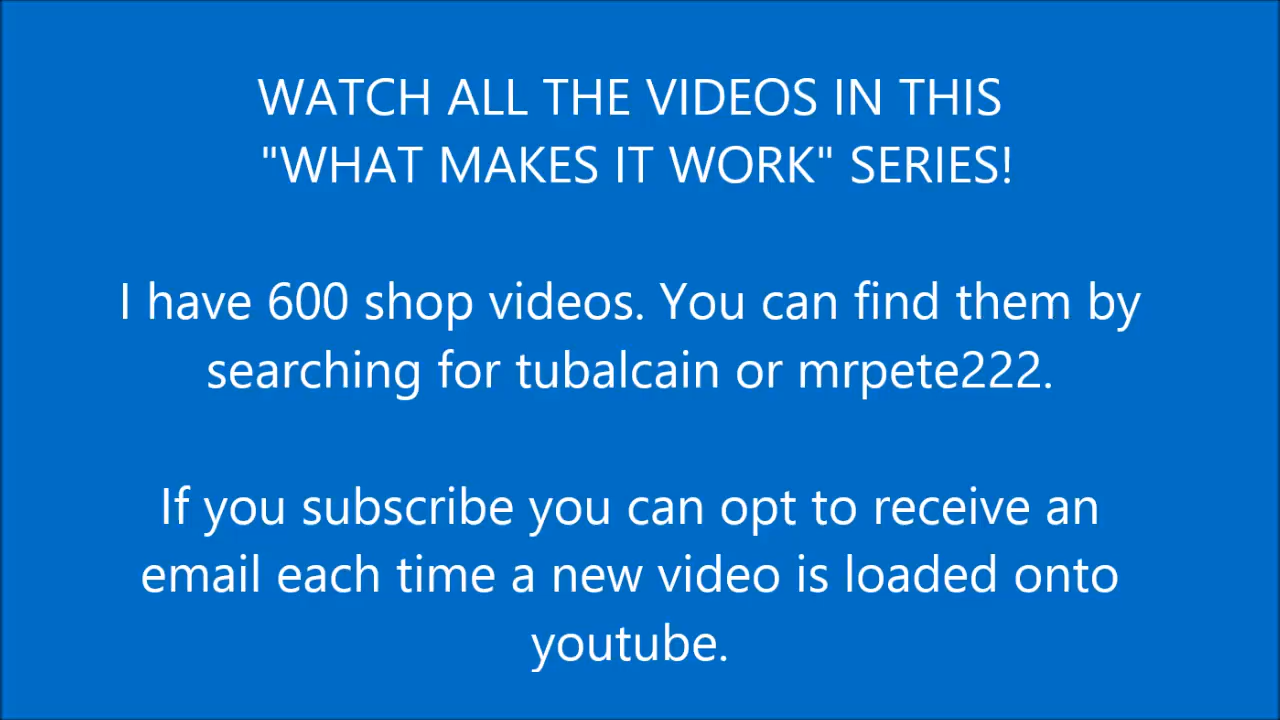 WATCH ALL THE VIDEOS IN THIS
"WHAT MAKES IT WORK" SERIES!
I have 600 shop videos. You can find them by
searching for tubalcain or mrpete222.
If you subscribe you can opt to receive an
email each time a new video is loaded onto
youtube.